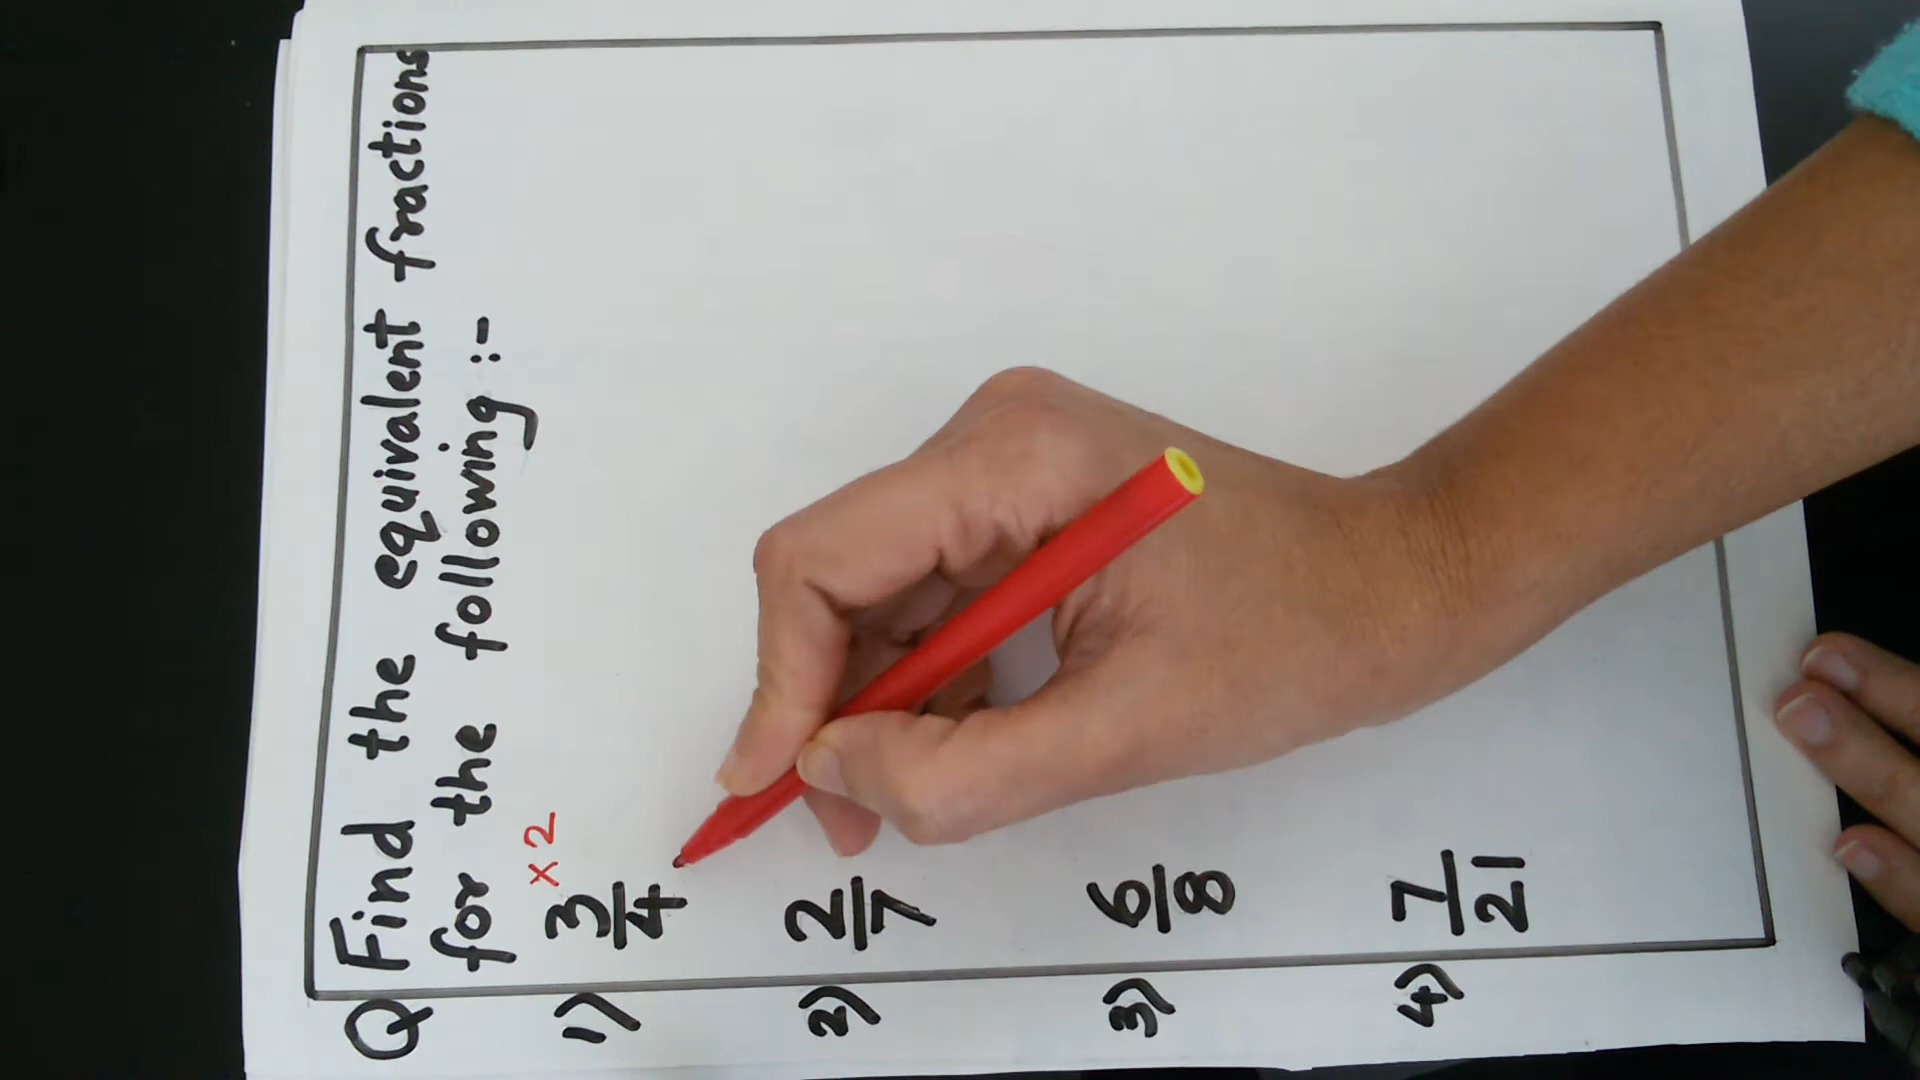 Q Find the equivalent fractions
for the following :-
×2
1) 3/4
2) 2/7
3) 6/8
4) 7/21